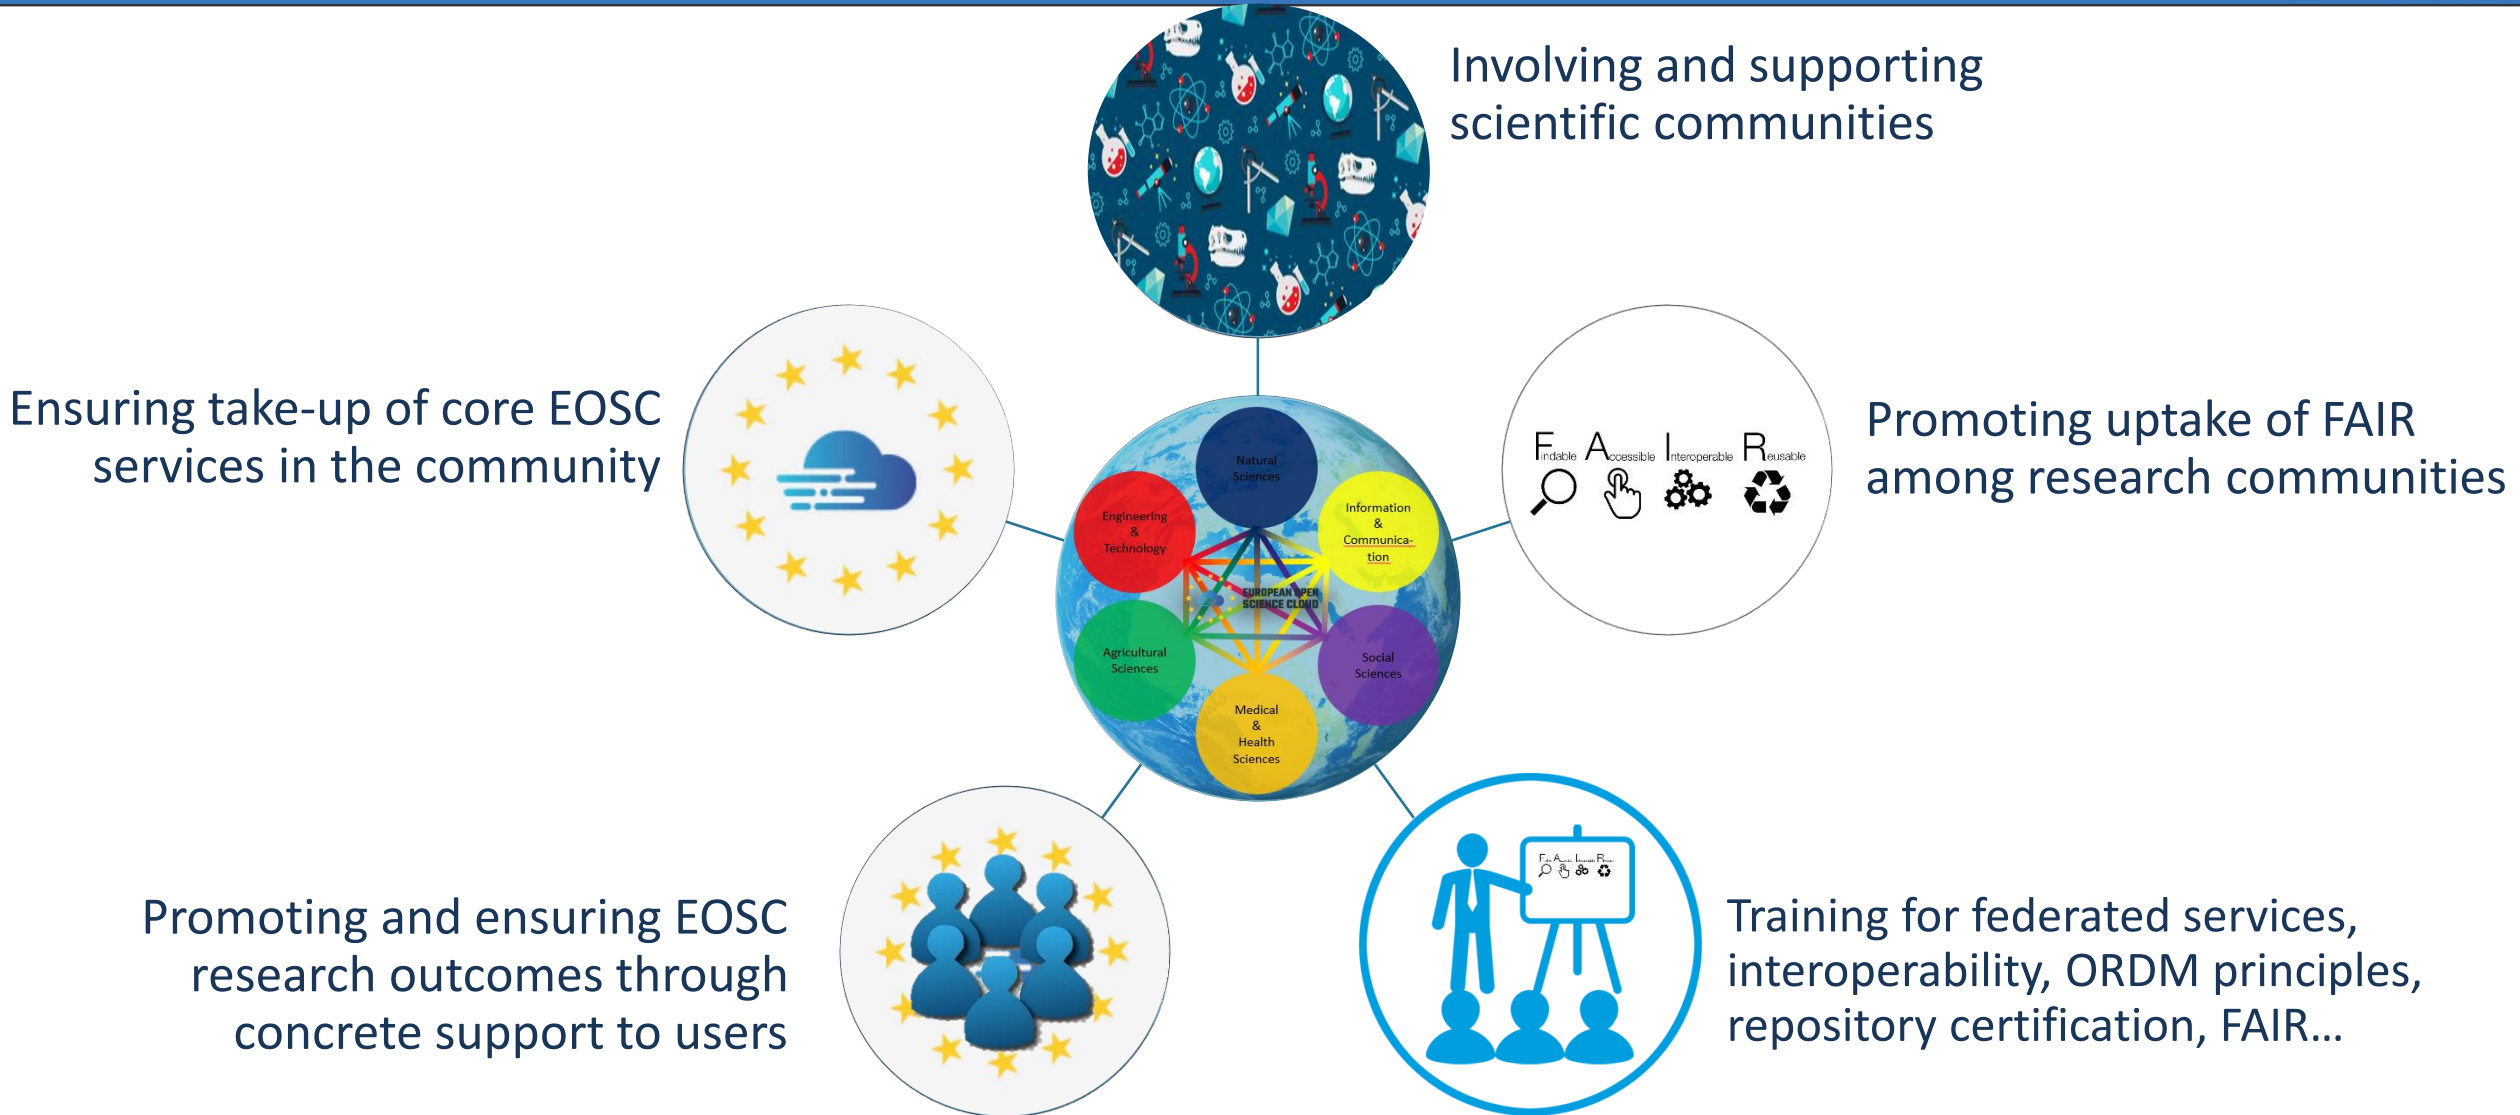 Involving and supporting
scientific communities
Ensuring take-up of core EOSC
services in the community
Findable Accessible Interoperable Reusable
Promoting uptake of FAIR
among research communities
Natural
Sciences
Engineering
&
Technology
Information
&
Communica-
tion
EUROPEAN OPEN
SCIENCE CLOUD
Agricultural
Sciences
Social
Sciences
Medical
&
Health
Sciences
Promoting and ensuring EOSC
research outcomes through
concrete support to users
Training for federated services,
interoperability, ORDM principles,
repository certification, FAIR...